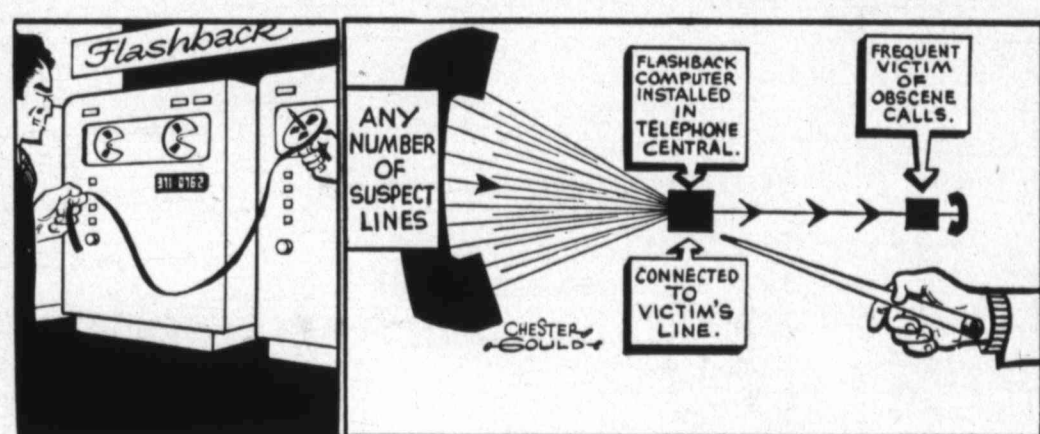 Flashback
311-0762
ANY
NUMBER
OF
SUSPECT
LINES
FLASHBACK
COMPUTER
INSTALLED
IN
TELEPHONE
CENTRAL.
FREQUENT
VICTIM
OF
OBSCENE
CALLS.
CONNECTED
TO
VICTIM'S
LINE.
CHESTER
GOULD